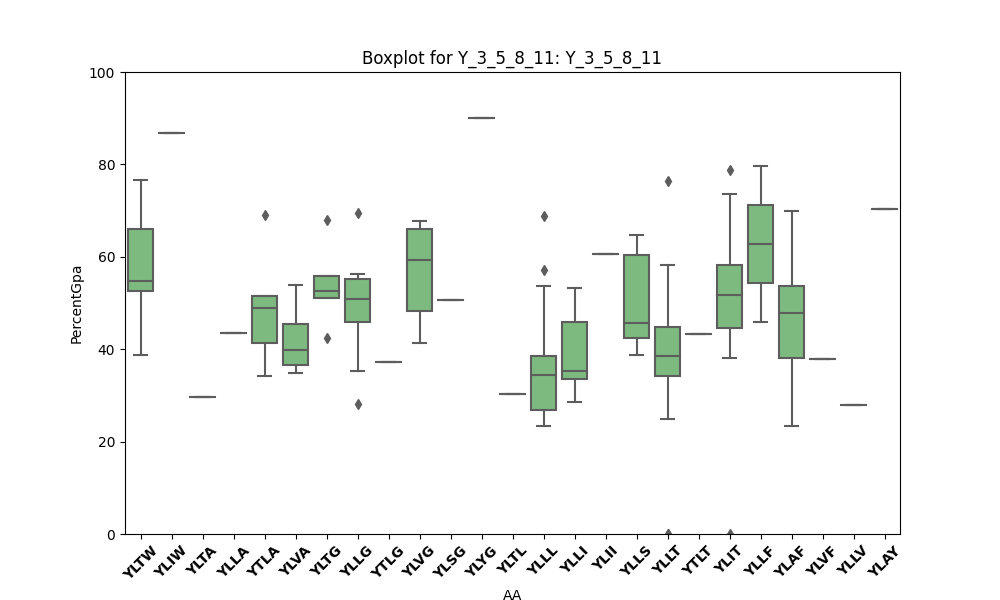 Boxplot for Y_3_5_8_11: Y_3_5_8_11
100
80
60
40
20
0
PercentGpa
YLTW YLIW YLTA YLLA YTLA YLVA YLTG YLLG YTLG YLVG YLSG YLYG YLTL YLLL YLLI YLII YLLS YLLT YTLT YLIT YLLF YLAF YLVF YLLV YLAY
AA